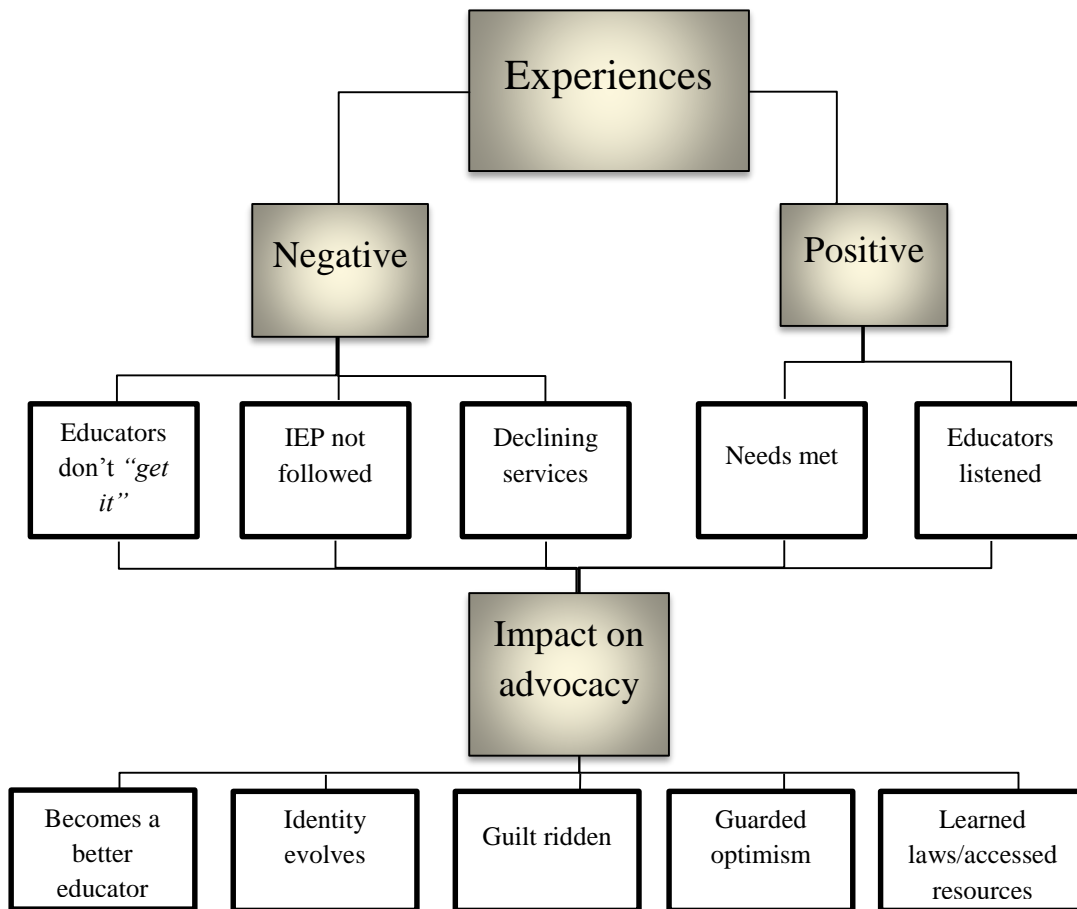 Experiences
Negative
Positive
Educators
don’t “get
it”
IEP not
followed
Declining
services
Needs met
Educators
listened
Impact on
advocacy
Becomes a
better
educator
Identity
evolves
Guilt ridden
Guarded
optimism
Learned
laws/accessed
resources